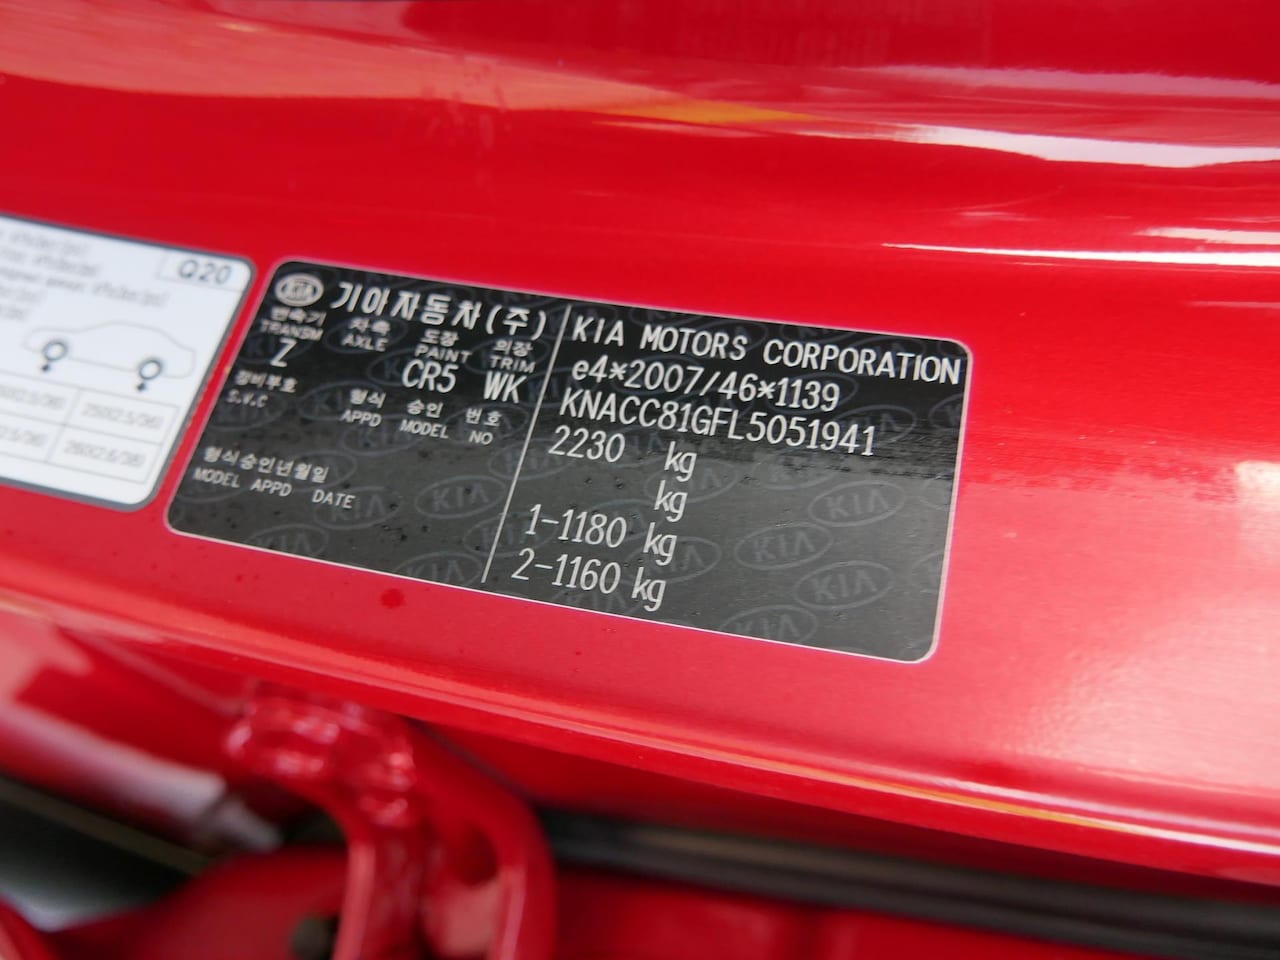 Q20
KIA 기아자동차(주)
변속기 차축 도장 의장
TRANSM AXLE PAINT TRIM
Z CR5 WK
장비부호 형식 승인 번호
S.V.C APPD MODEL NO
형식승인년월일
MODEL APPD DATE
KIA MOTORS CORPORATION
e4*2007/46*1139
KNACC81GFL5051941
2230 kg
kg
1-1180 kg
2-1160 kg